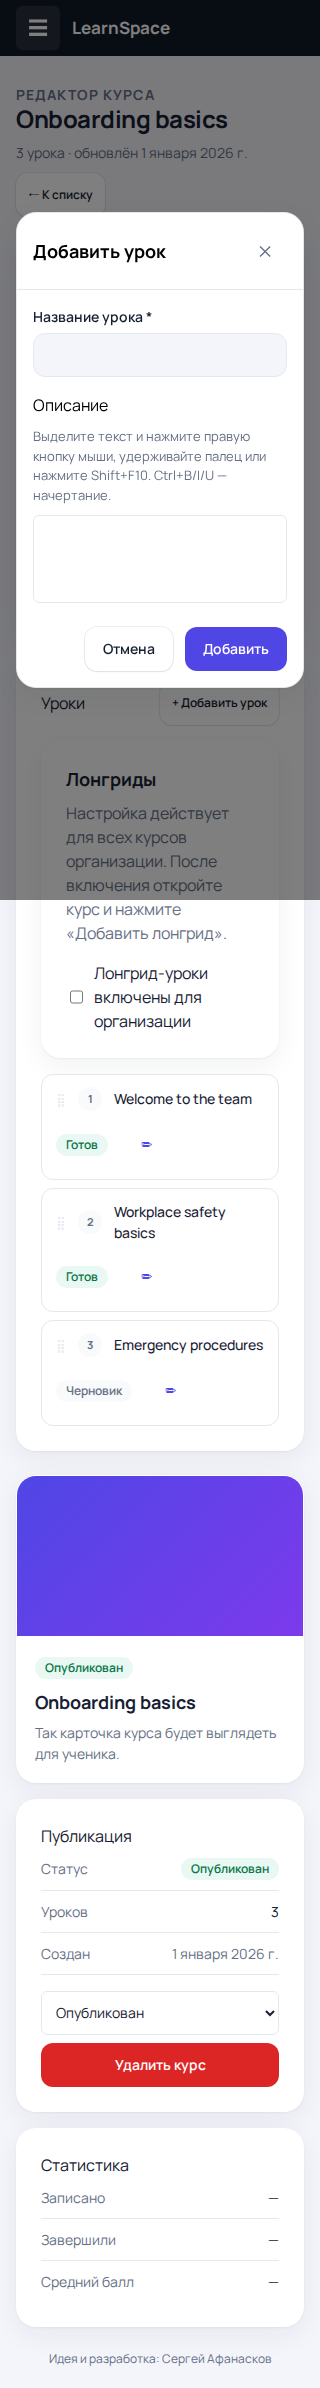 ☰ LearnSpace
РЕДАКТОР КУРСА
Onboarding basics
3 урока · обновлён 1 января 2026 г.
← К списку
Добавить урок
×
Название урока *
Описание
Выделите текст и нажмите правую
кнопку мыши, удерживайте палец или
нажмите Shift+F10. Ctrl+B/I/U —
начертание.
Отмена
Добавить
Уроки
+ Добавить урок
Лонгриды
Настройка действует
для всех курсов
организации. После
включения откройте
курс и нажмите
«Добавить лонгрид».
Лонгрид-уроки
включены для
организации
1 Welcome to the team
Готов
2 Workplace safety
basics
Готов
3 Emergency procedures
Черновик
Опубликован
Onboarding basics
Так карточка курса будет выглядеть
для ученика.
Публикация
Статус Опубликован
Уроков 3
Создан 1 января 2026 г.
Опубликован
Удалить курс
Статистика
Записано —
Завершили —
Средний балл —
Идея и разработка: Сергей Афанасков